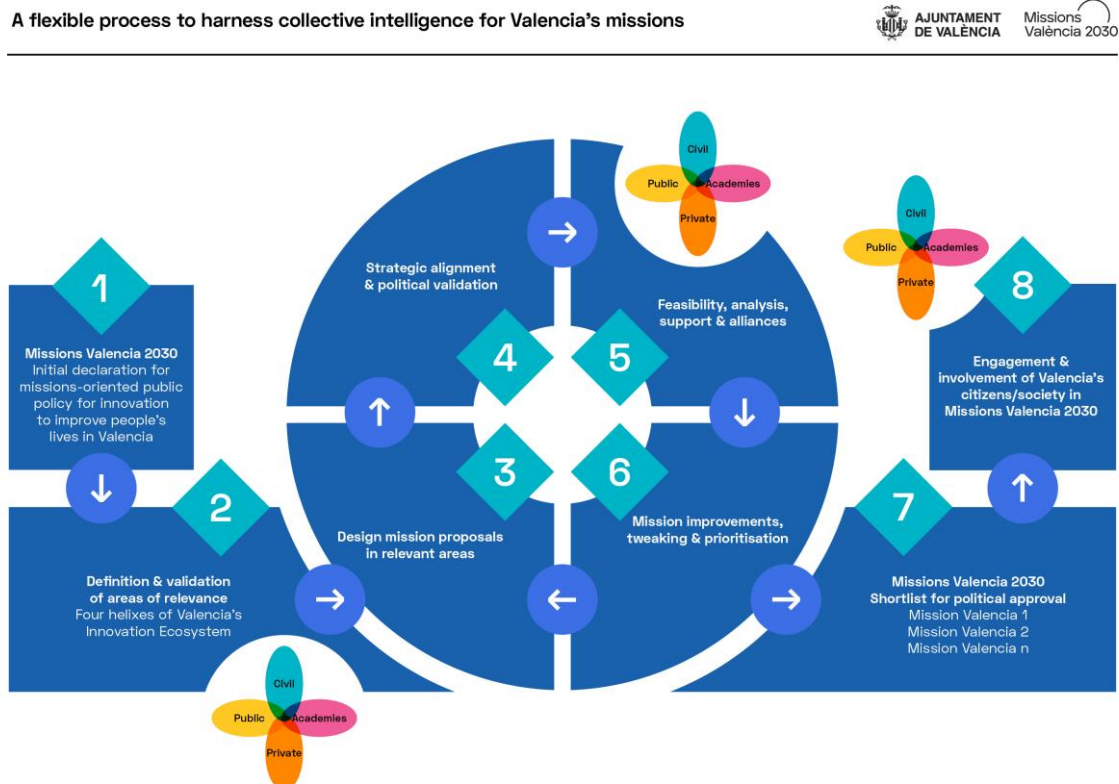 A flexible process to harness collective intelligence for Valencia's missions
AJUNTAMENT
DE VALÈNCIA
Missions
València 2030
1
Missions Valencia 2030
Initial declaration for
missions-oriented public
policy for innovation
to improve people's
lives in Valencia
2
Definition & validation
of areas of relevance
Four helixes of Valencia's
Innovation Ecosystem
Civil
Public
Academies
Private
3
Design mission proposals
in relevant areas
4
Strategic alignment
& political validation
5
Feasibility, analysis,
support & alliances
Civil
Public
Academies
Private
6
Mission improvements,
tweaking & prioritisation
7
Missions Valencia 2030
Shortlist for political approval
Mission Valencia 1
Mission Valencia 2
Mission Valencia n
8
Engagement &
involvement of Valencia's
citizens/society in
Missions Valencia 2030
Civil
Public
Academies
Private